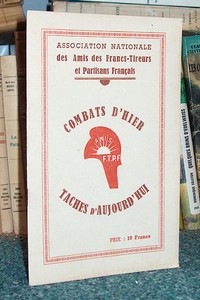 ASSOCIATION NATIONALE
des Amis des Francs-Tireurs
et Partisans Français
COMBATS D'HIER
AMIS
F.T.P.F
TACHES D'AUJOURD'HUI
PRIX : 10 Francs